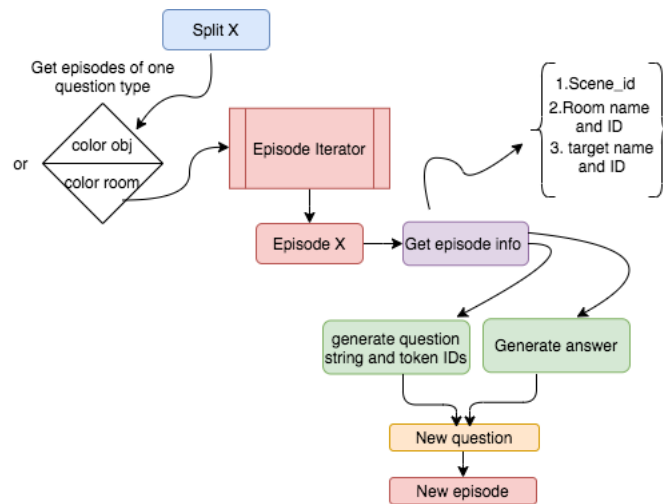 Split X
Get episodes of one
question type
or
color obj
color room
Episode Iterator
1.Scene_id
2.Room name
and ID
3. target name
and ID
Episode X
Get episode info
generate question
string and token IDs
Generate answer
New question
New episode